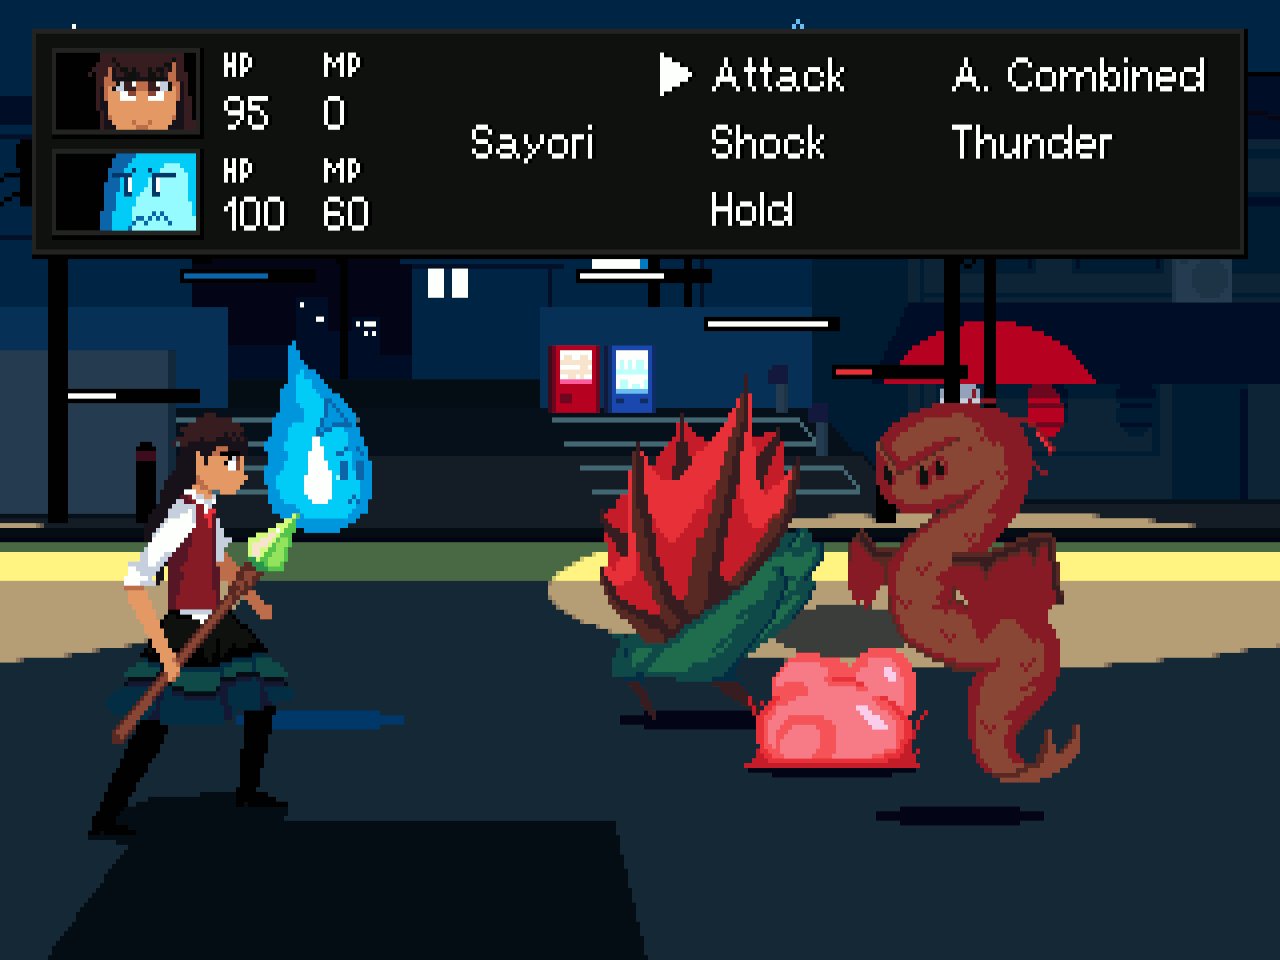 HP MP
95 0
HP MP
100 60
Sayori
Attack A. Combined
Shock Thunder
Hold